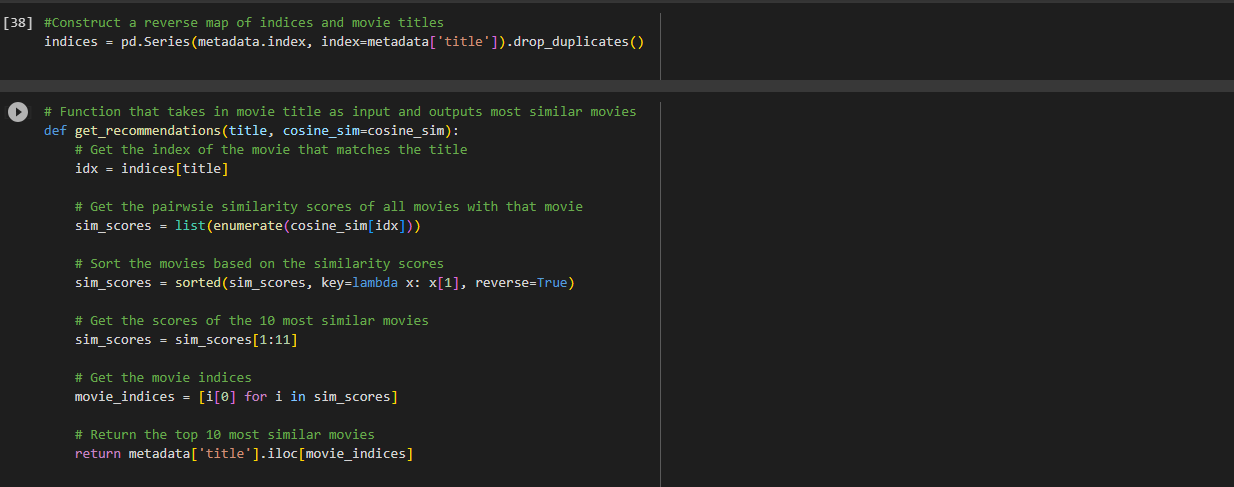 [38] #Construct a reverse map of indices and movie titles
indices = pd.Series(metadata.index, index=metadata['title']).drop_duplicates()
# Function that takes in movie title as input and outputs most similar movies
def get_recommendations(title, cosine_sim=cosine_sim):
# Get the index of the movie that matches the title
idx = indices[title]
# Get the pairwsie similarity scores of all movies with that movie
sim_scores = list(enumerate(cosine_sim[idx]))
# Sort the movies based on the similarity scores
sim_scores = sorted(sim_scores, key=lambda x: x[1], reverse=True)
# Get the scores of the 10 most similar movies
sim_scores = sim_scores[1:11]
# Get the movie indices
movie_indices = [i[0] for i in sim_scores]
# Return the top 10 most similar movies
return metadata['title'].iloc[movie_indices]